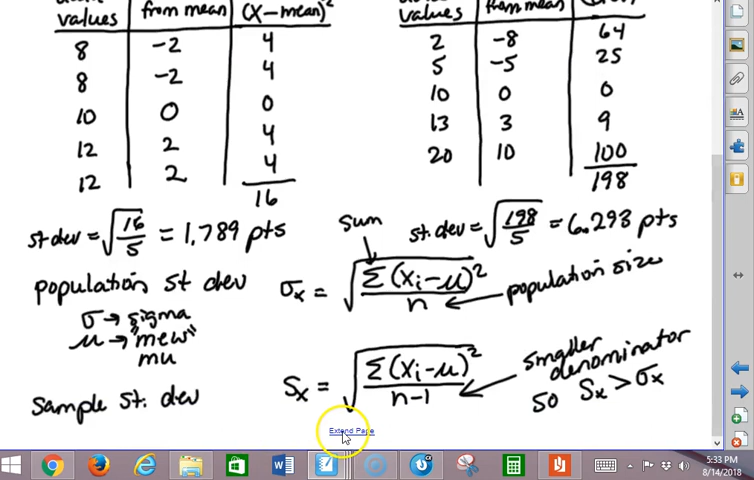 values from mean (X-mean)²
8 -2 4
8 -2 4
10 0 0
12 2 4
12 2 4
16
values from mean
2 -8 64
5 -5 25
10 0 0
13 3 9
20 10 100
198
st dev = √16/5 = 1.789 pts
sum
st. dev = √198/5 = 6.293 pts
population st dev
σx = √Σ(xi-μ)²/n
population size
σ → sigma
μ → "mew"
mu
Sample st. dev
Sx = √Σ(xi-μ)²/n-1
smaller
denominator
so Sx > σx
Extend Page
5:33 PM
8/14/2018